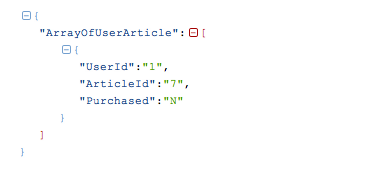 {
"ArrayOfUserArticle":[
{
"UserId":"1",
"ArticleId":"7",
"Purchased":"N"
}
]
}